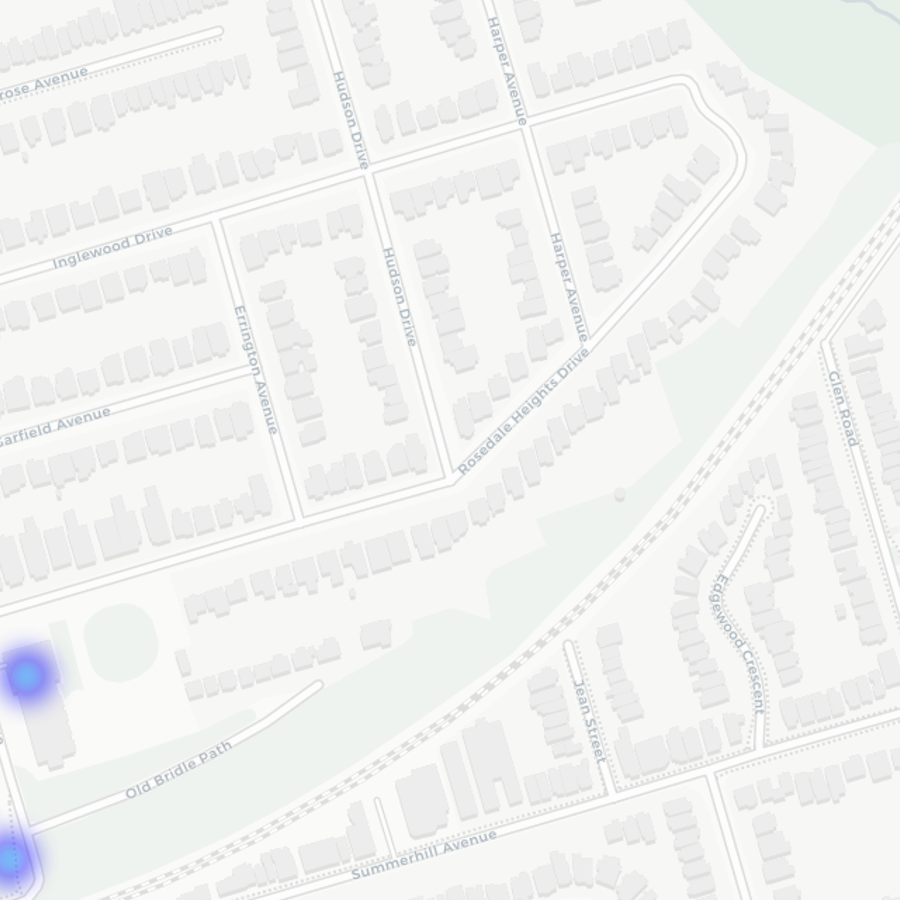 rose Avenue
Hudson Drive
Harper Avenue
Inglewood Drive
Harper Avenue
Hudson Drive
Errington Avenue
Garfield Avenue
Rosedale Heights Drive
Glen Road
Edgewood Crescent
Jean Street
Old Bridle Path
Summerhill Avenue